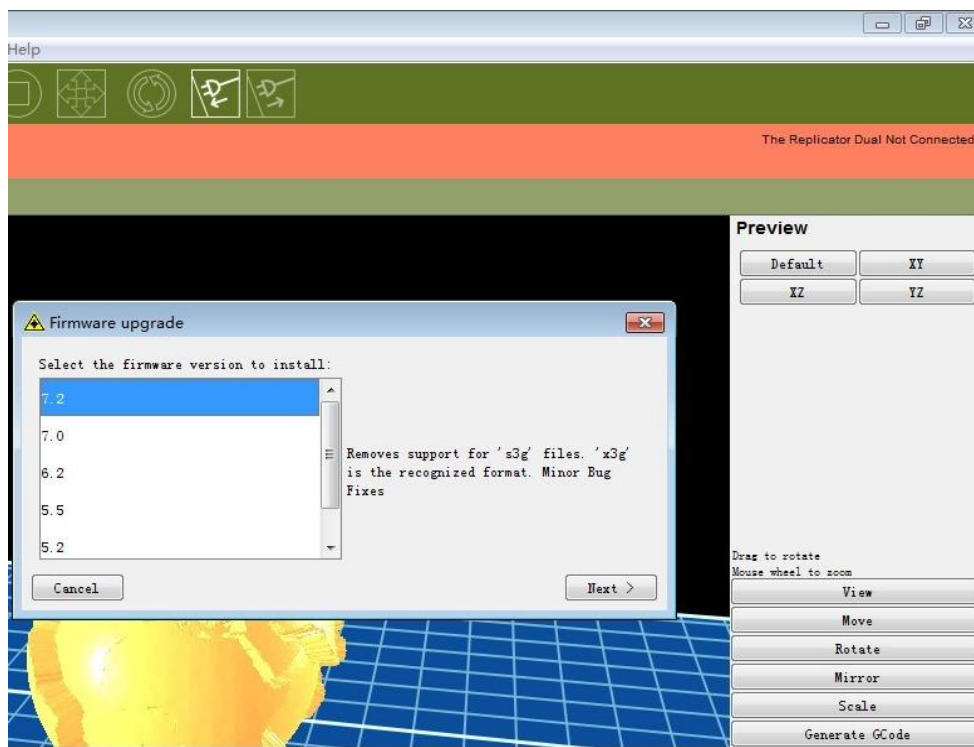 Help
The Replicator Dual Not Connected
Preview
Default
XY
XZ
YZ
Firmware upgrade
Select the firmware version to install:
7.2
7.0
6.2
5.5
5.2
Removes support for 's3g' files. 'x3g'
is the recognized format. Minor Bug
Fixes
Cancel
Next >
Drag to rotate
Mouse wheel to zoom
View
Move
Rotate
Mirror
Scale
Generate GCode